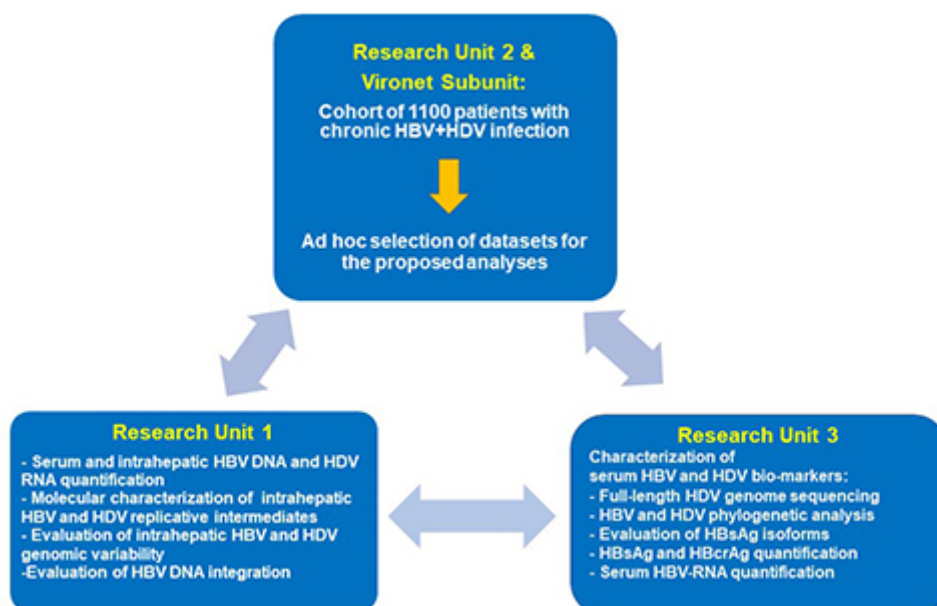 Research Unit 2 &
Vironet Subunit:
Cohort of 1100 patients with
chronic HBV+HDV infection
Ad hoc selection of datasets for
the proposed analyses
Research Unit 1
- Serum and intrahepatic HBV DNA and HDV
RNA quantification
- Molecular characterization of intrahepatic
HBV and HDV replicative intermediates
- Evaluation of intrahepatic HBV and HDV
genomic variability
-Evaluation of HBV DNA integration
Research Unit 3
Characterization of
serum HBV and HDV bio-markers:
- Full-length HDV genome sequencing
- HBV and HDV phylogenetic analysis
- Evaluation of HBsAg isoforms
- HBsAg and HBcrAg quantification
- Serum HBV-RNA quantification